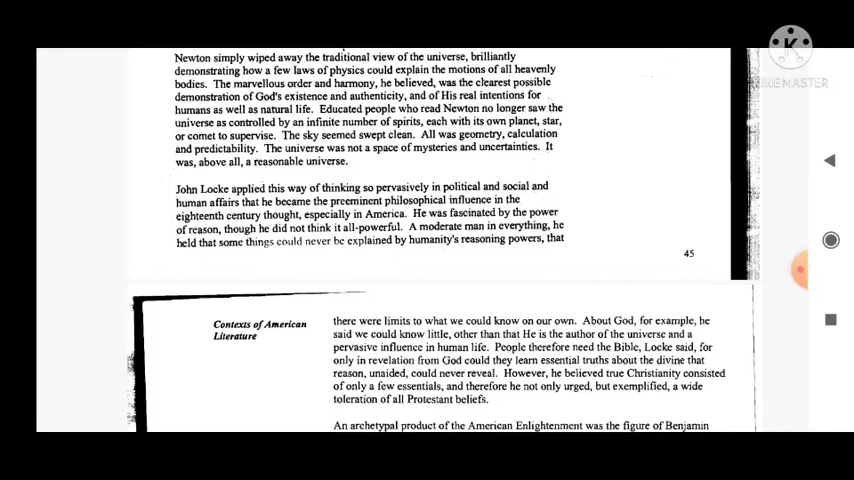 Newton simply wiped away the traditional view of the universe, brilliantly
demonstrating how a few laws of physics could explain the motions of all heavenly
bodies. The marvellous order and harmony, he believed, was the clearest possible
demonstration of God's existence and authenticity, and of His real intentions for
humans as well as natural life. Educated people who read Newton no longer saw the
universe as controlled by an infinite number of spirits, each with its own planet, star,
or comet to supervise. The sky seemed swept clean. All was geometry, calculation
and predictability. The universe was not a space of mysteries and uncertainties. It
was, above all, a reasonable universe.
John Locke applied this way of thinking so pervasively in political and social and
human affairs that he became the preeminent philosophical influence in the
eighteenth century thought, especially in America. He was fascinated by the power
of reason, though he did not think it all-powerful. A moderate man in everything, he
held that some things could never be explained by humanity's reasoning powers, that
45
Contexts of American
Literature
there were limits to what we could know on our own. About God, for example, he
said we could know little, other than that He is the author of the universe and a
pervasive influence in human life. People therefore need the Bible, Locke said, for
only in revelation from God could they learn essential truths about the divine that
reason, unaided, could never reveal. However, he believed true Christianity consisted
of only a few essentials, and therefore he not only urged, but exemplified, a wide
toleration of all Protestant beliefs.
An archetypal product of the American Enlightenment was the figure of Benjamin
K
KINEMASTER